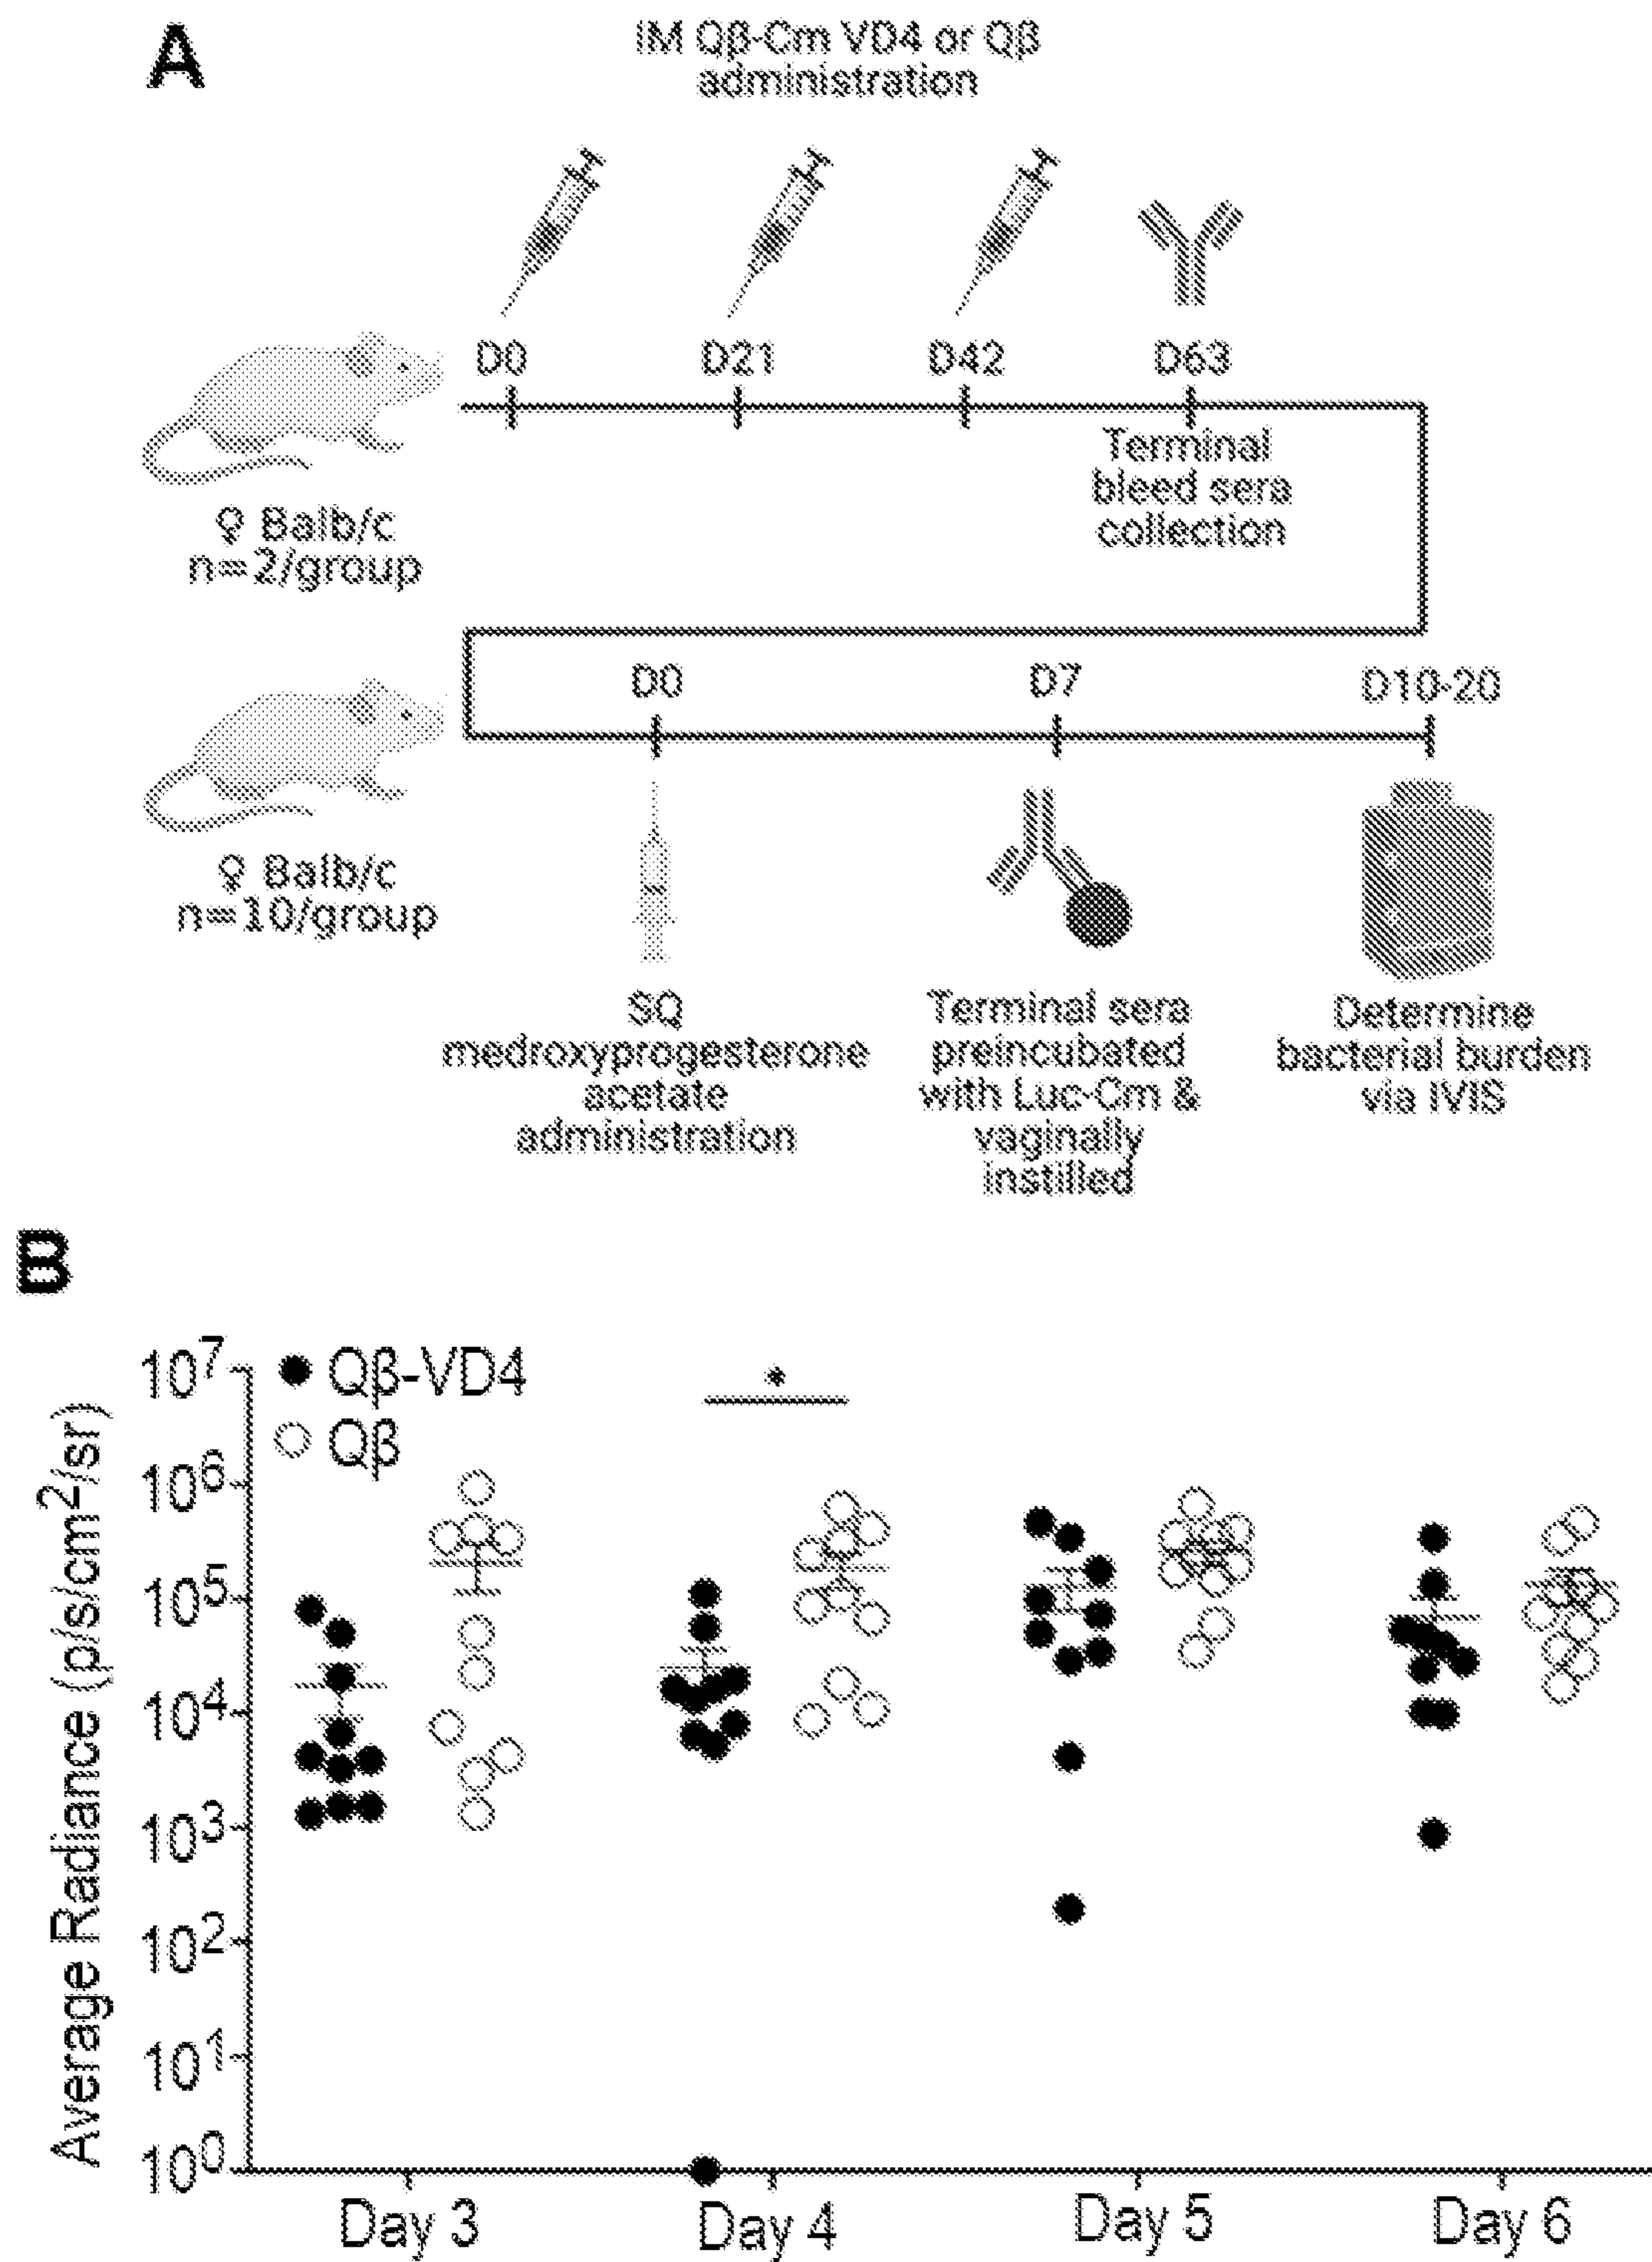 A
IM Qβ-Cm VD4 or Qβ
administration
D0
D21
D42
D63
Terminal
bleed sera
collection
♀ Balb/c
n=2/group
D0
D7
D10-20
♀ Balb/c
n=10/group
SQ
medroxyprogesterone
acetate
administration
Terminal sera
preincubated
with Luc-Cm &
vaginally
instilled
Determine
bacterial burden
via IVIS
B
Average Radiance (p/s/cm²/sr)
10⁷
10⁶
10⁵
10⁴
10³
10²
10¹
10⁰
Qβ-VD4
Qβ
*
Day 3
Day 4
Day 5
Day 6